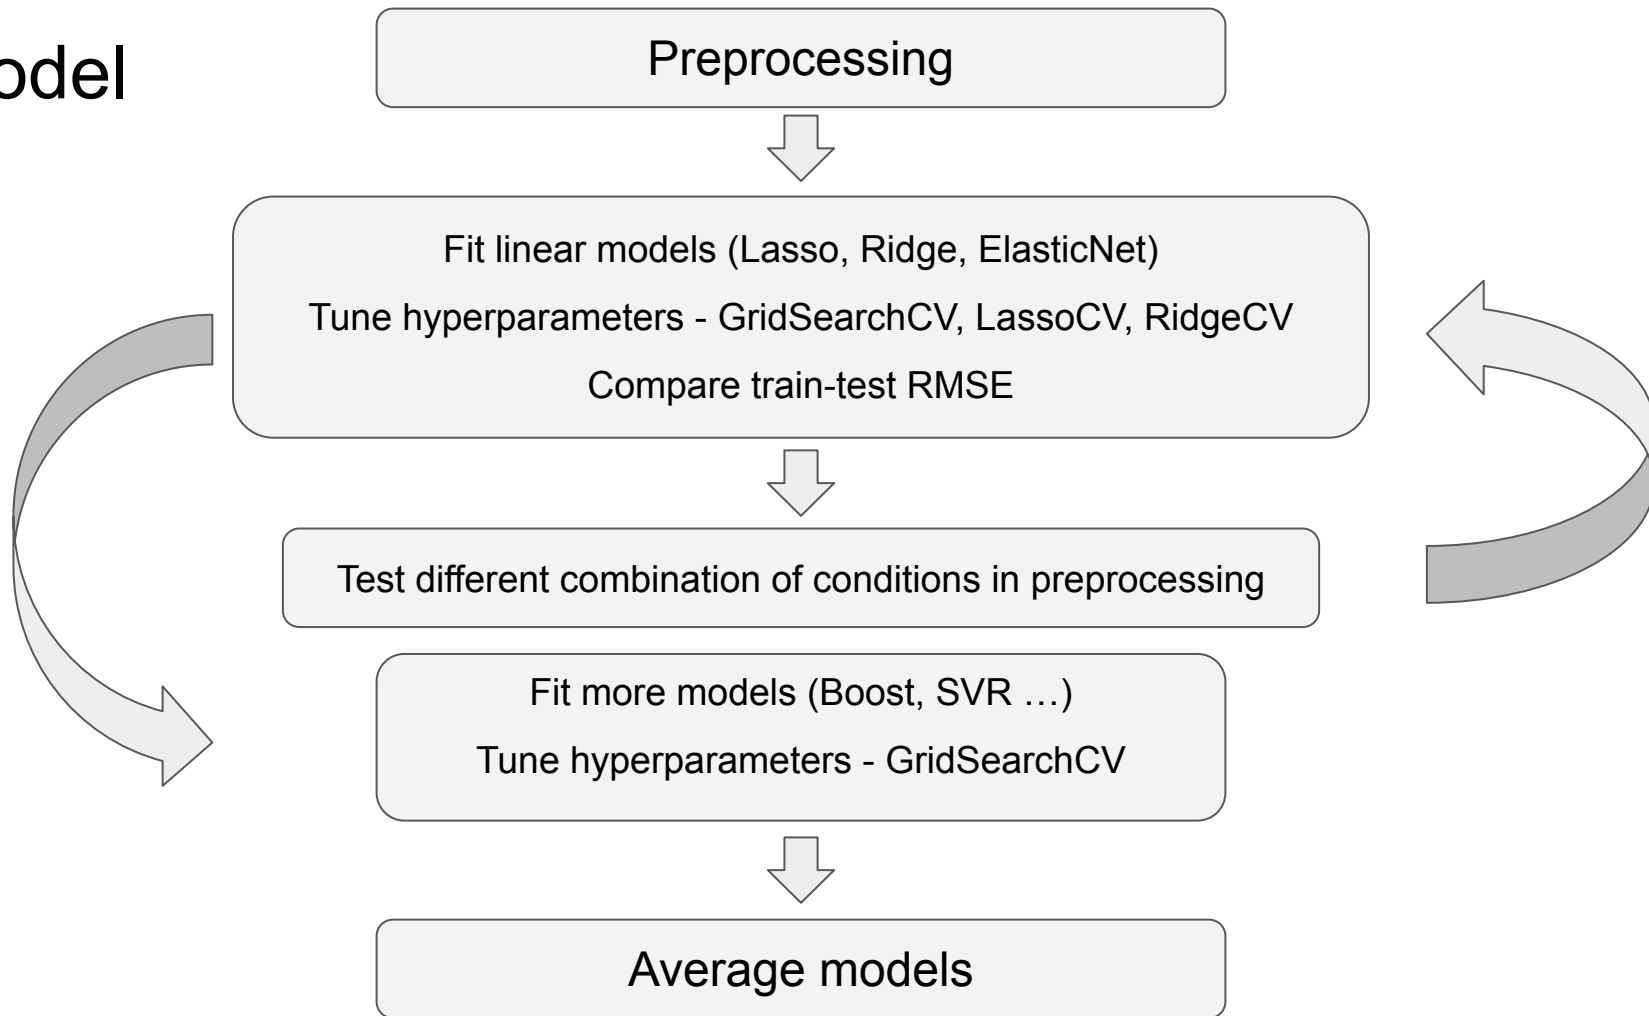 odel
Preprocessing
Fit linear models (Lasso, Ridge, ElasticNet)
Tune hyperparameters - GridSearchCV, LassoCV, RidgeCV
Compare train-test RMSE
Test different combination of conditions in preprocessing
Fit more models (Boost, SVR …)
Tune hyperparameters - GridSearchCV
Average models